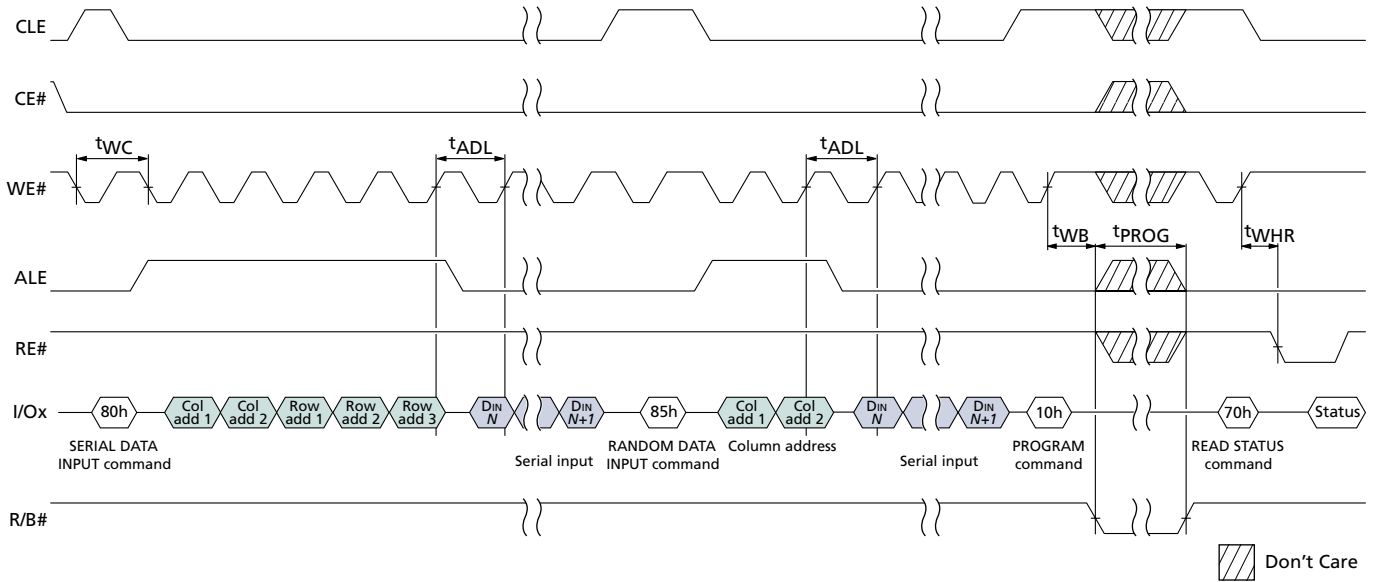 CLE
CE#
tWC
tADL
tADL
WE#
tWB
tPROG
tWHR
ALE
RE#
I/Ox
80h
Col add 1
Col add 2
Row add 1
Row add 2
Row add 3
DIN N
DIN N+1
85h
Col add 1
Col add 2
DIN N
DIN N+1
10h
70h
Status
SERIAL DATA
INPUT command
Serial input
RANDOM DATA
INPUT command
Column address
Serial input
PROGRAM
command
READ STATUS
command
R/B#
Don't Care